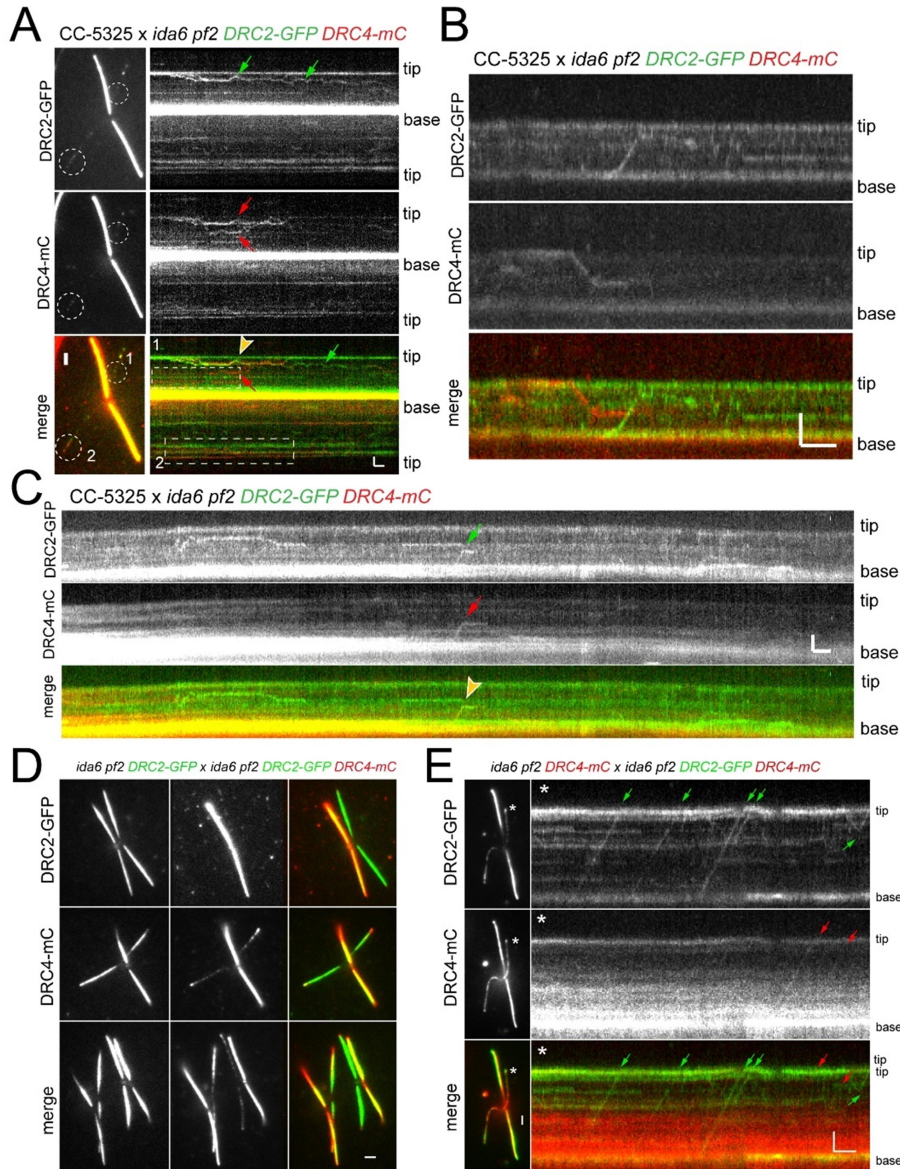 A
CC-5325 x ida6 pf2 DRC2-GFP DRC4-mC
DRC2-GFP
tip
base
tip
DRC4-mC
tip
base
tip
merge
1
2
1
2
tip
base
tip
B
CC-5325 x ida6 pf2 DRC2-GFP DRC4-mC
DRC2-GFP
tip
base
DRC4-mC
tip
base
merge
tip
base
C
CC-5325 x ida6 pf2 DRC2-GFP DRC4-mC
DRC2-GFP
tip
base
DRC4-mC
tip
base
merge
tip
base
D
ida6 pf2 DRC2-GFP x ida6 pf2 DRC2-GFP DRC4-mC
DRC2-GFP
DRC4-mC
merge
E
ida6 pf2 DRC4-mC x ida6 pf2 DRC2-GFP DRC4-mC
DRC2-GFP
*
*
tip
base
DRC4-mC
*
*
tip
base
merge
*
*
tip
tip
base